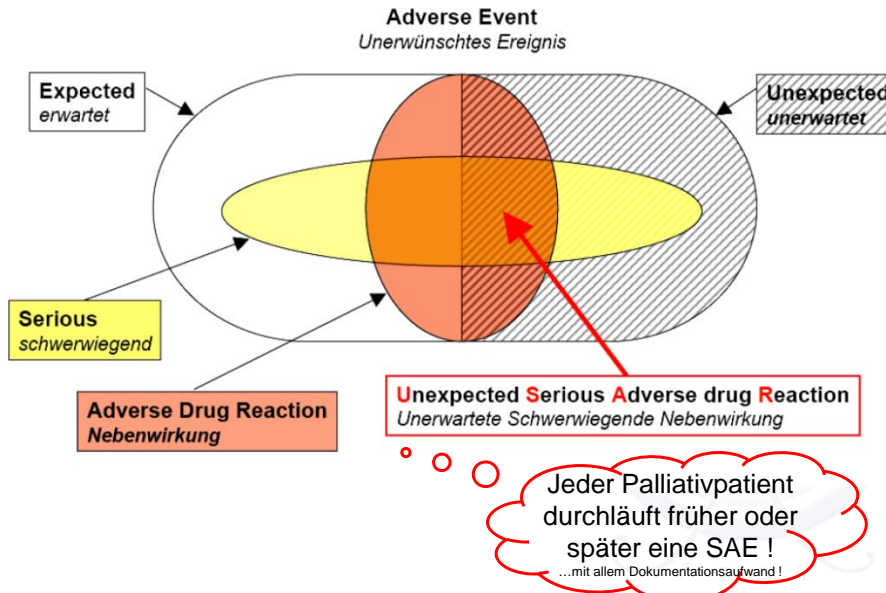 Adverse Event
Unerwünschtes Ereignis
Expected
erwartet
Unexpected
unerwartet
Serious
schwerwiegend
Adverse Drug Reaction
Nebenwirkung
Unexpected Serious Adverse drug Reaction
Unerwartete Schwerwiegende Nebenwirkung
Jeder Palliativpatient
durchläuft früher oder
später eine SAE !
...mit allem Dokumentationsaufwand !